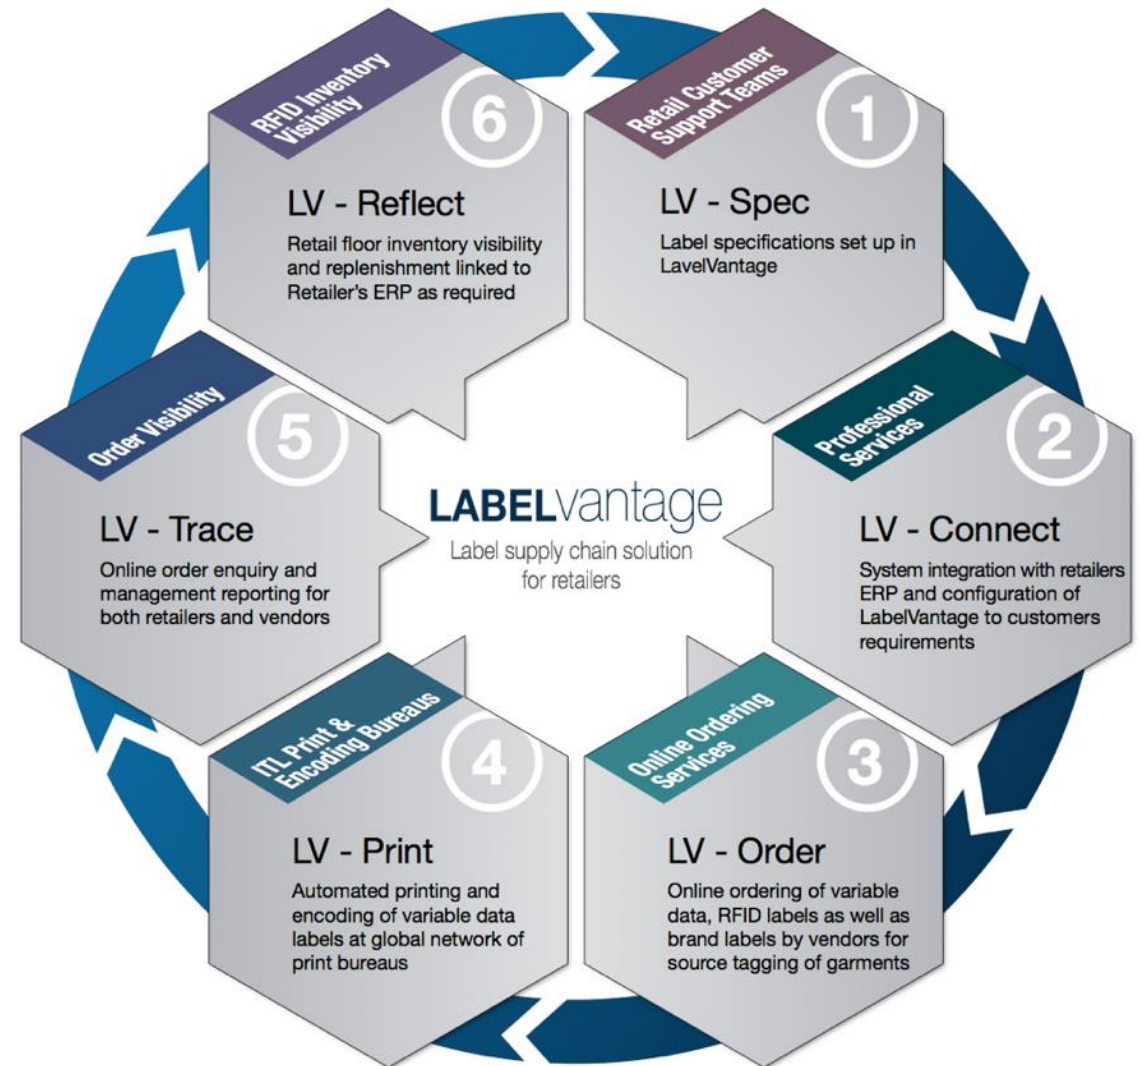 RFID Inventory
Visibility
6
LV - Reflect
Retail floor inventory visibility
and replenishment linked to
Retailer's ERP as required
Retail Customer
Support Teams
1
LV - Spec
Label specifications set up in
LavelVantage
Order Visibility
5
LV - Trace
Online order enquiry and
management reporting for
both retailers and vendors
LABELvantage
Label supply chain solution
for retailers
Professional
Services
2
LV - Connect
System integration with retailers
ERP and configuration of
LabelVantage to customers
requirements
ITL Print &
Encoding Bureaus
4
LV - Print
Automated printing and
encoding of variable data
labels at global network of
print bureaus
Online Ordering
Services
3
LV - Order
Online ordering of variable
data, RFID labels as well as
brand labels by vendors for
source tagging of garments